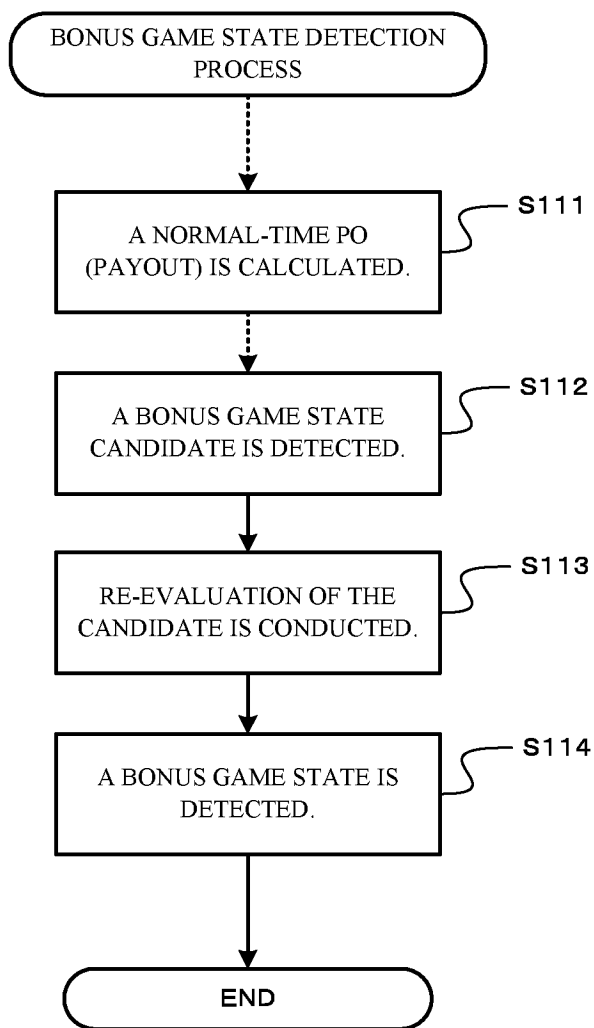 BONUS GAME STATE DETECTION
PROCESS
S111
A NORMAL-TIME PO
(PAYOUT) IS CALCULATED.
S112
A BONUS GAME STATE
CANDIDATE IS DETECTED.
S113
RE-EVALUATION OF THE
CANDIDATE IS CONDUCTED.
S114
A BONUS GAME STATE IS
DETECTED.
END